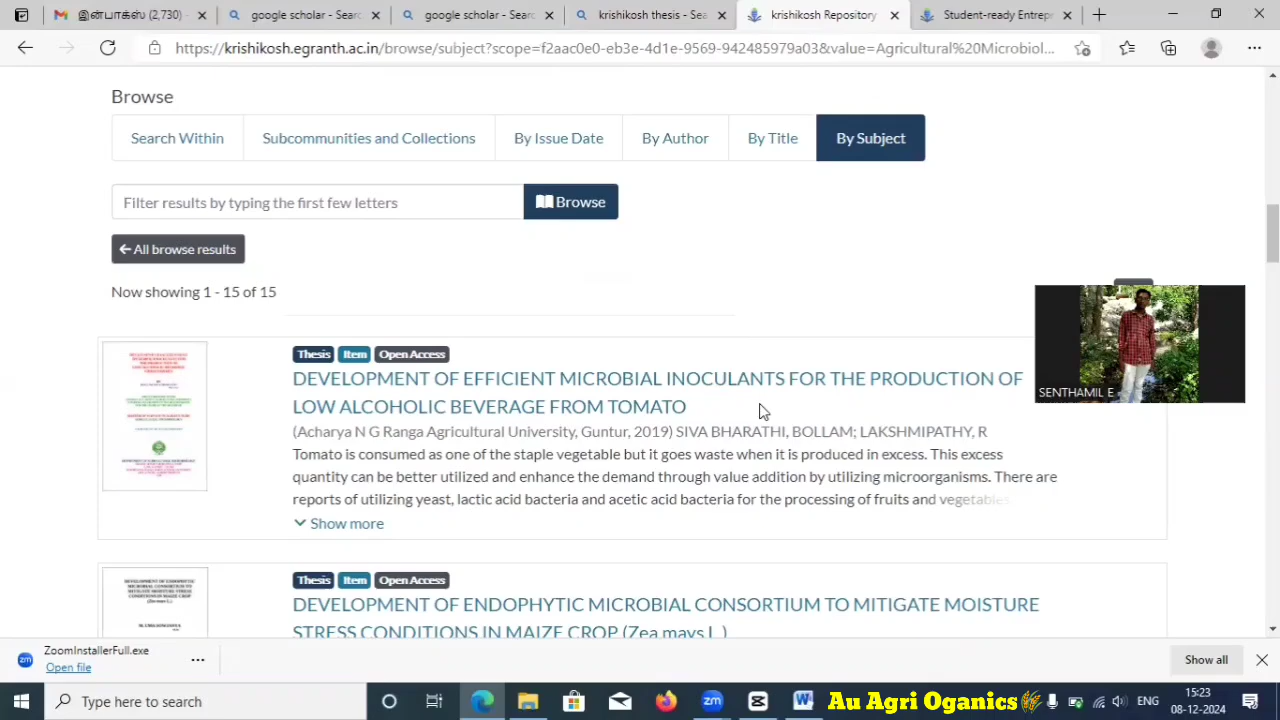 ositories (2,730) -
google scholar - Searc
google scholar - Searc
krishikosh thesis - Sea
krishikosh Repository
Student-ready Entrepr
https://krishikosh.egranth.ac.in/browse/subject?scope=f2aac0e0-eb3e-4d1e-9569-942485979a03&value=Agricultural%20Microbiol...
Browse
Search Within
Subcommunities and Collections
By Issue Date
By Author
By Title
By Subject
Filter results by typing the first few letters
Browse
All browse results
Now showing 1 - 15 of 15
Thesis Item Open Access
DEVELOPMENT OF EFFICIENT MICROBIAL INOCULANTS FOR THE PRODUCTION OF
LOW ALCOHOLIC BEVERAGE FROM TOMATO
(Acharya N G Ranga Agricultural University, Guntur, 2019) SIVA BHARATHI, BOLLAM; LAKSHMIPATHY, R
Tomato is consumed as one of the staple vegetable but it goes waste when it is produced in excess. This excess
quantity can be better utilized and enhance the demand through value addition by utilizing microorganisms. There are
reports of utilizing yeast, lactic acid bacteria and acetic acid bacteria for the processing of fruits and vegetables
Show more
SENTHAMIL E
Thesis Item Open Access
DEVELOPMENT OF ENDOPHYTIC MICROBIAL CONSORTIUM TO MITIGATE MOISTURE
STRESS CONDITIONS IN MAIZE CROP (Zea mays L.)
ZoomInstallerFull.exe
Open file
Show all
Type here to search
Au Agri Oganics
ENG
15:23
08-12-2024